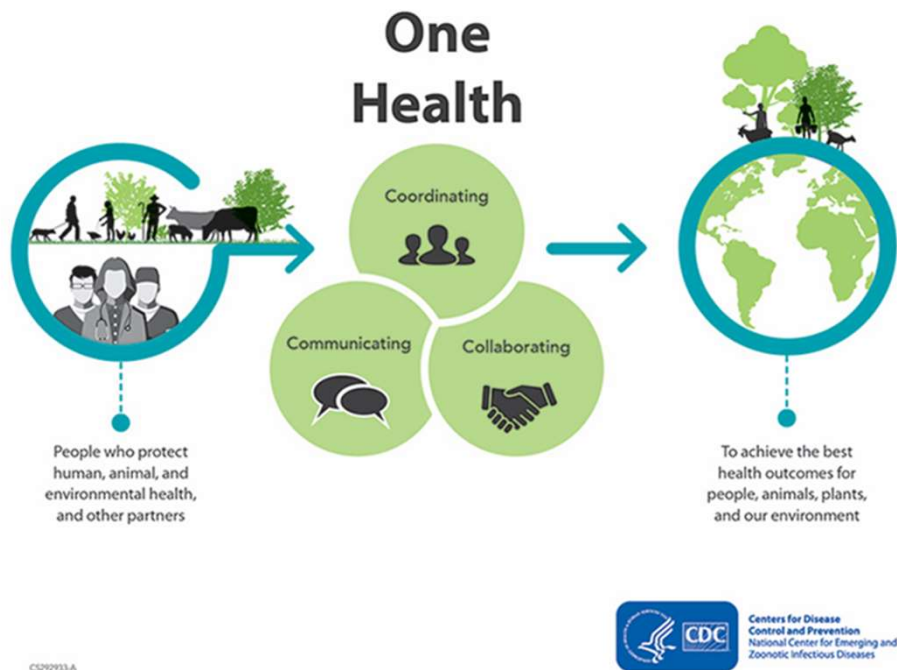 One
Health
Coordinating
Communicating
Collaborating
People who protect
human, animal, and
environmental health,
and other partners
To achieve the best
health outcomes for
people, animals, plants,
and our environment
CDC
Centers for Disease
Control and Prevention
National Center for Emerging and
Zoonotic Infectious Diseases
CS292933-A